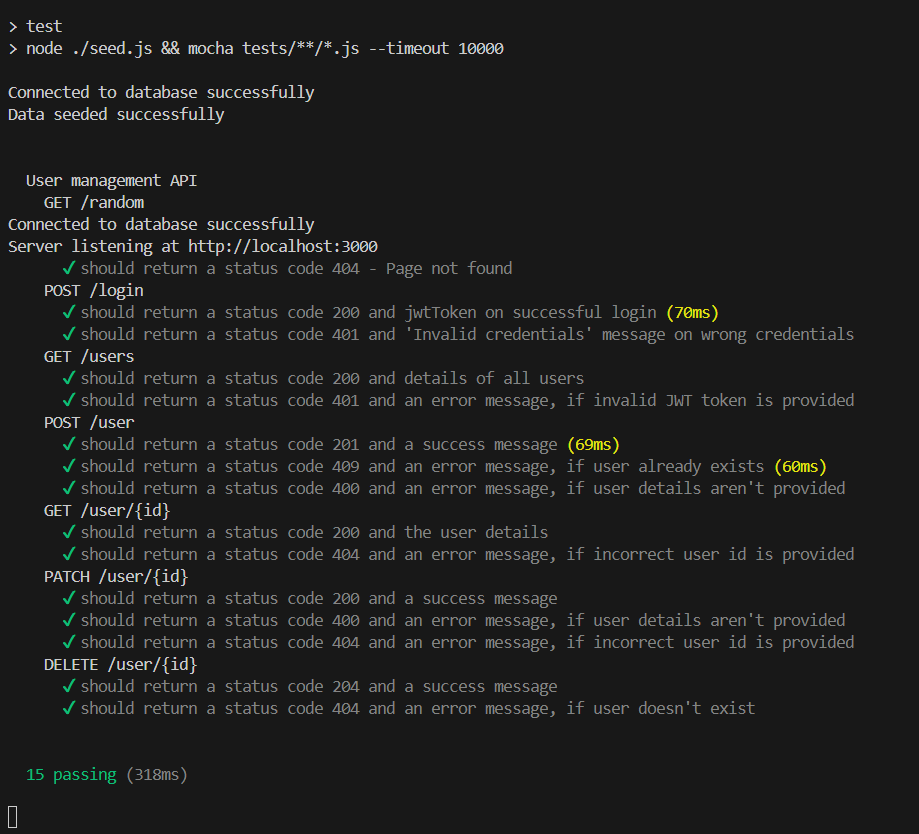 > test
> node ./seed.js && mocha tests/**/*.js --timeout 10000
Connected to database successfully
Data seeded successfully
User management API
GET /random
Connected to database successfully
Server listening at http://localhost:3000
✓ should return a status code 404 - Page not found
POST /login
✓ should return a status code 200 and jwtToken on successful login (70ms)
✓ should return a status code 401 and 'Invalid credentials' message on wrong credentials
GET /users
✓ should return a status code 200 and details of all users
✓ should return a status code 401 and an error message, if invalid JWT token is provided
POST /user
✓ should return a status code 201 and a success message (69ms)
✓ should return a status code 409 and an error message, if user already exists (60ms)
✓ should return a status code 400 and an error message, if user details aren't provided
GET /user/{id}
✓ should return a status code 200 and the user details
✓ should return a status code 404 and an error message, if incorrect user id is provided
PATCH /user/{id}
✓ should return a status code 200 and a success message
✓ should return a status code 400 and an error message, if user details aren't provided
✓ should return a status code 404 and an error message, if incorrect user id is provided
DELETE /user/{id}
✓ should return a status code 204 and a success message
✓ should return a status code 404 and an error message, if user doesn't exist
15 passing (318ms)